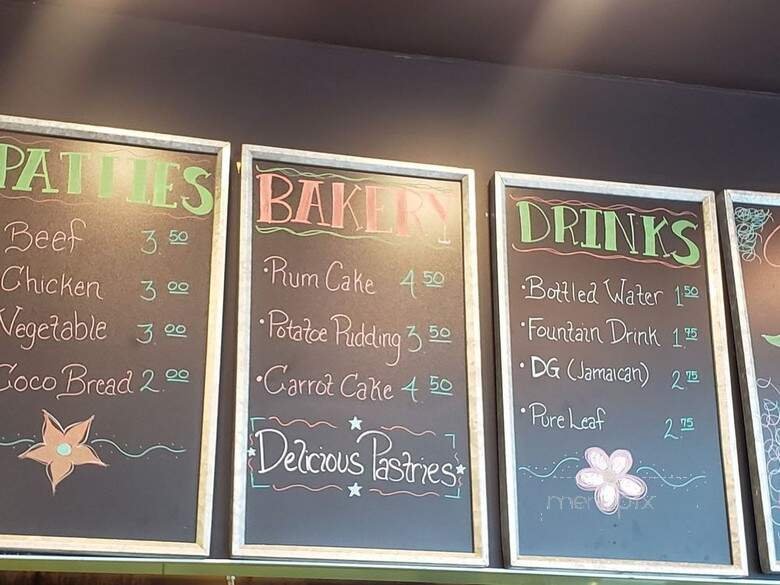 PATTIES
Beef 3.50
Chicken 3.00
Vegetable 3.00
Coco Bread 2.00
BAKERY
·Rum Cake 4.50
·Potatoe Pudding 3.50
·Carrot Cake 4.50
Delicious Pastries
DRINKS
·Bottled Water 1.50
·Fountain Drink 1.75
·DG (Jamaican) 2.75
·Pure Leaf 2.75
menupix